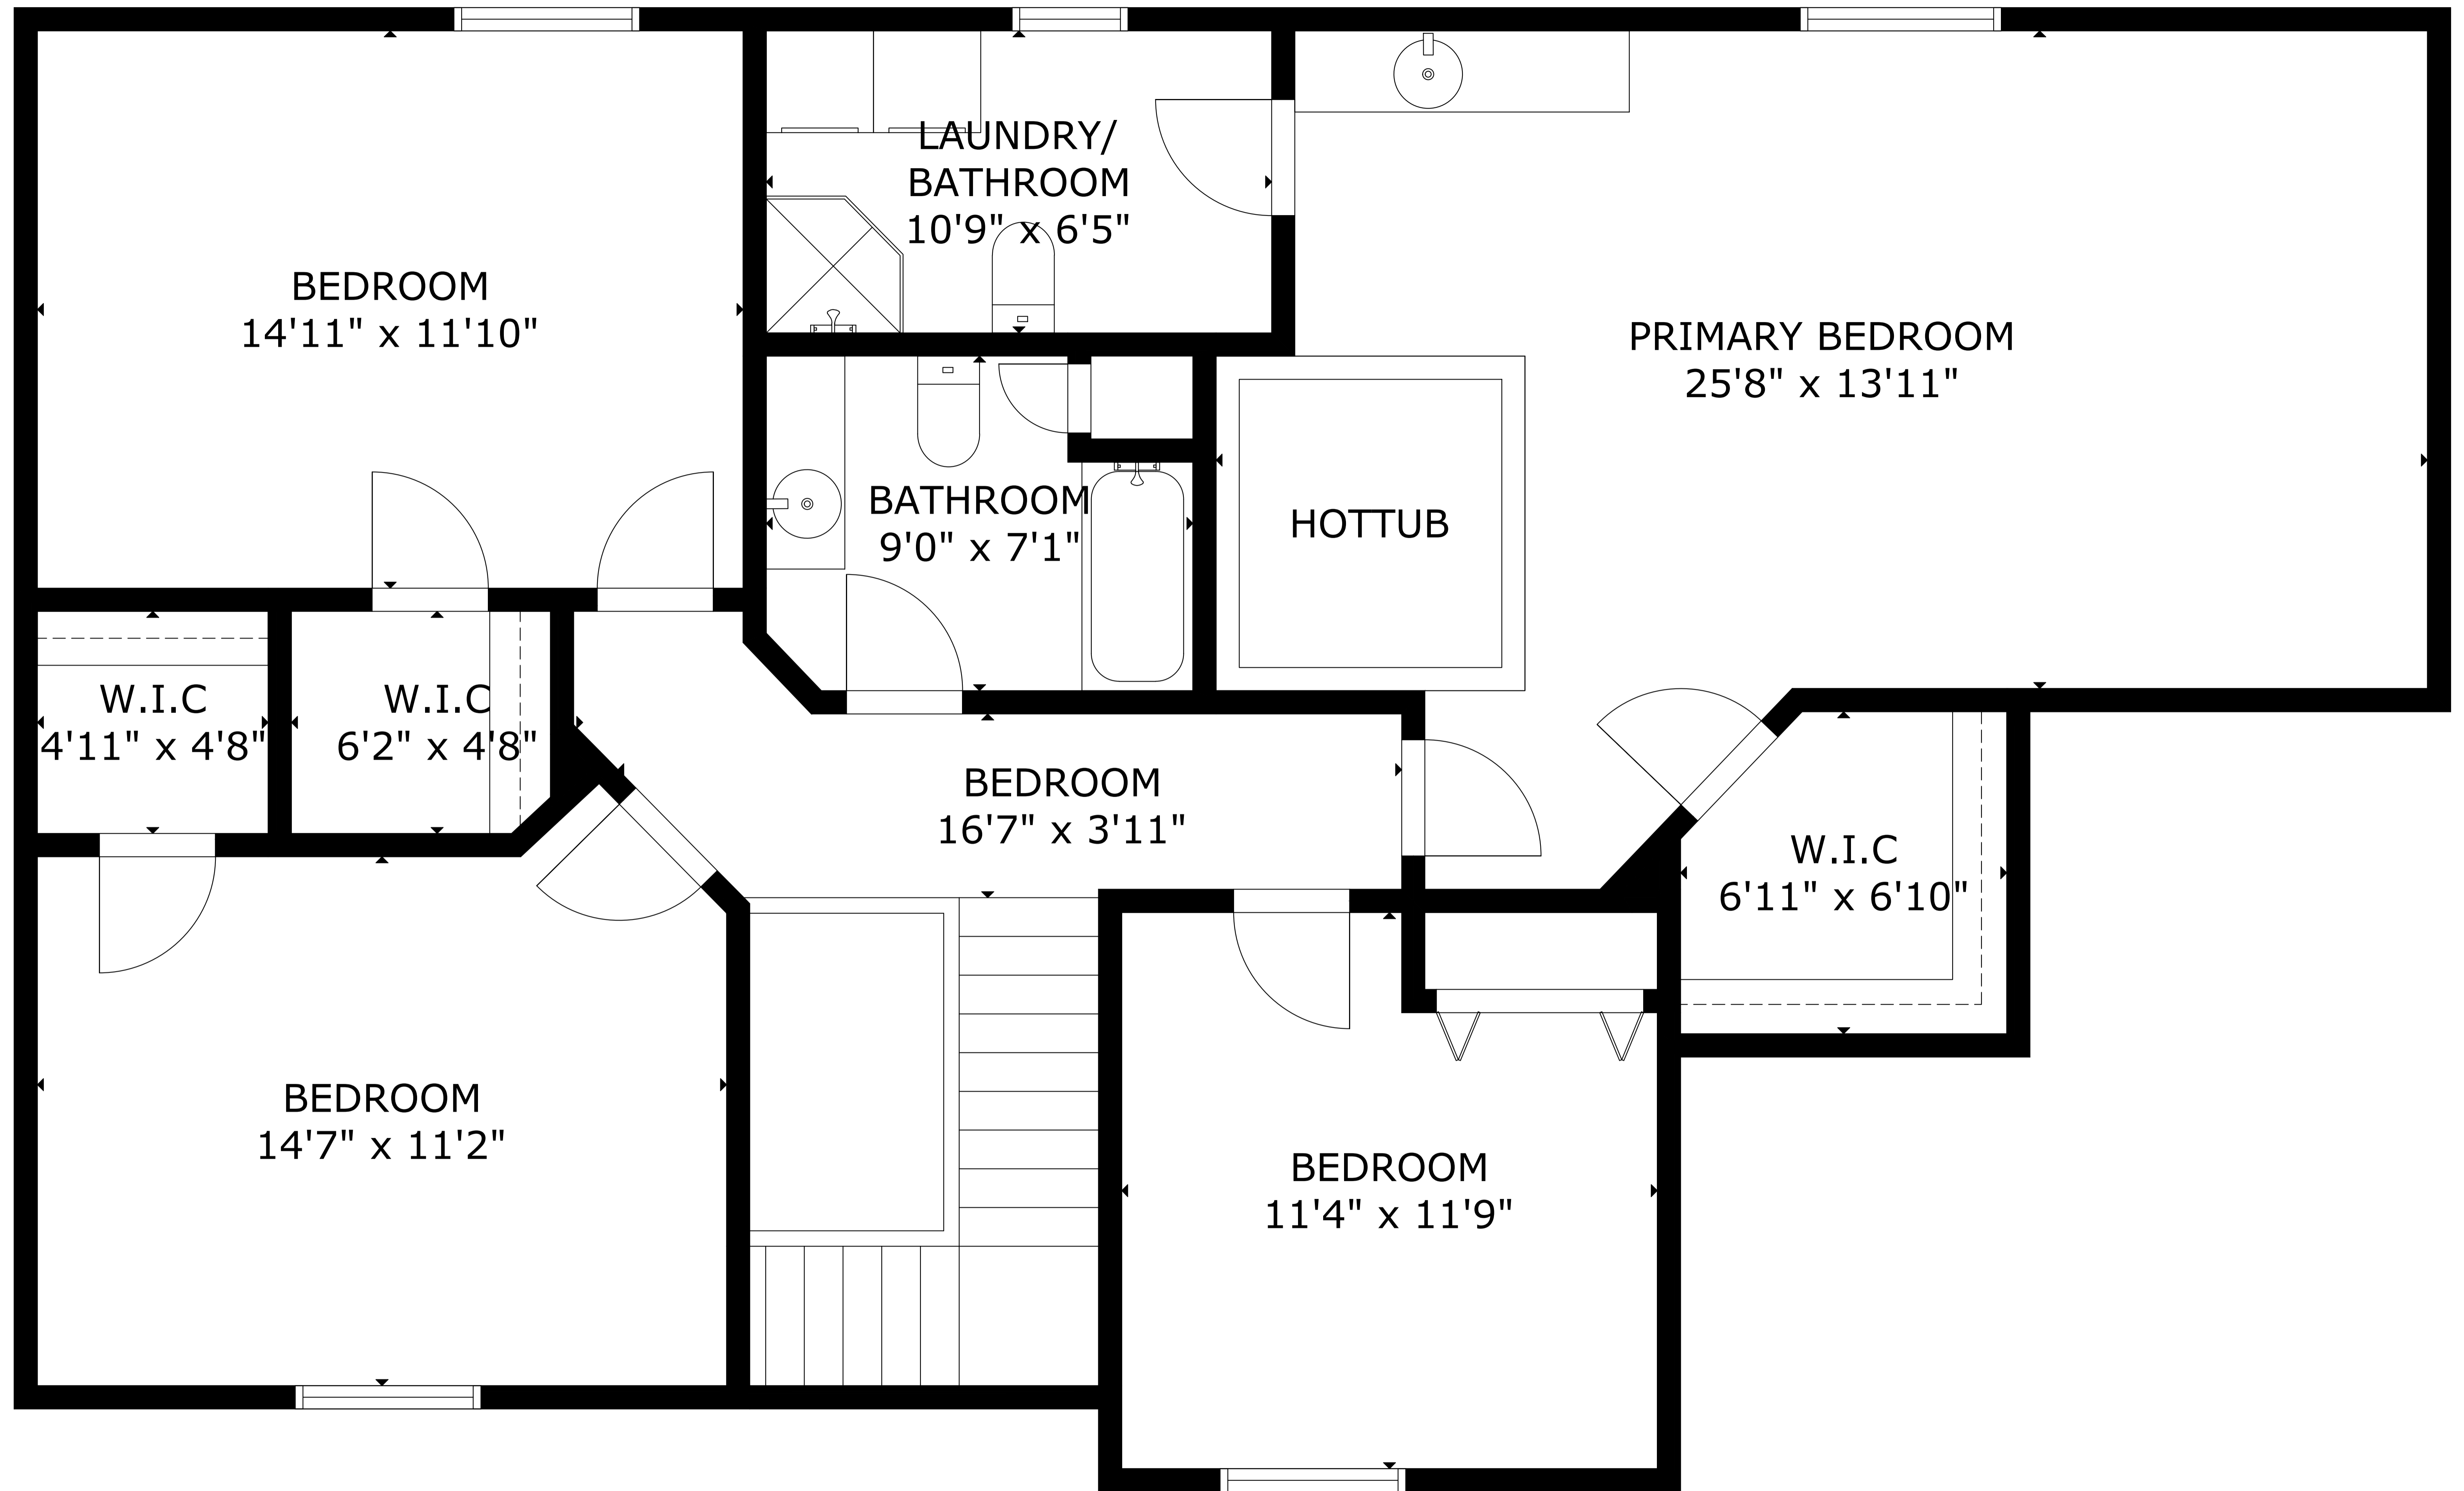 LAUNDRY/
BATHROOM
10'9" x 6'5"
BEDROOM
14'11" x 11'10"
PRIMARY BEDROOM
25'8" x 13'11"
BATHROOM
9'0" x 7'1"
HOTTUB
W.I.C
4'11" x 4'8"
W.I.C
6'2" x 4'8"
BEDROOM
16'7" x 3'11"
W.I.C
6'11" x 6'10"
BEDROOM
14'7" x 11'2"
BEDROOM
11'4" x 11'9"